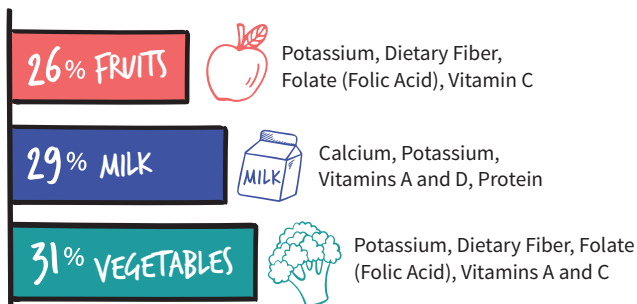 26% FRUITS
Potassium, Dietary Fiber,
Folate (Folic Acid), Vitamin C
29% MILK
MILK
Calcium, Potassium,
Vitamins A and D, Protein
31% VEGETABLES
Potassium, Dietary Fiber, Folate
(Folic Acid), Vitamins A and C